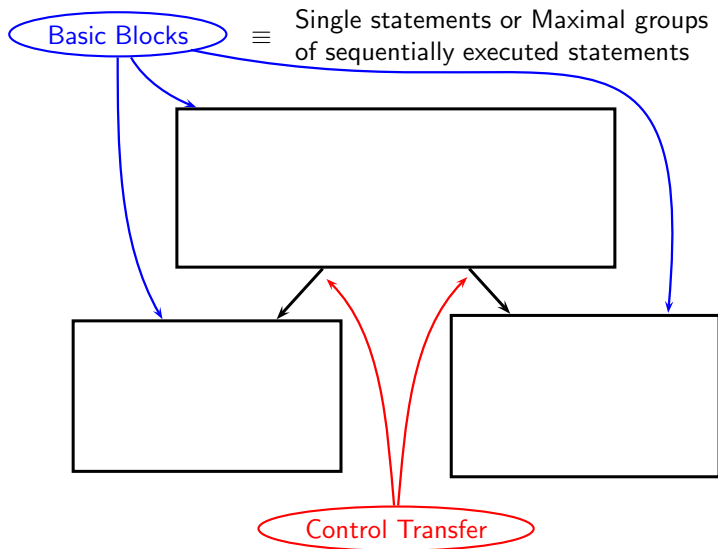 Basic Blocks ≡ Single statements or Maximal groups
of sequentially executed statements
Control Transfer